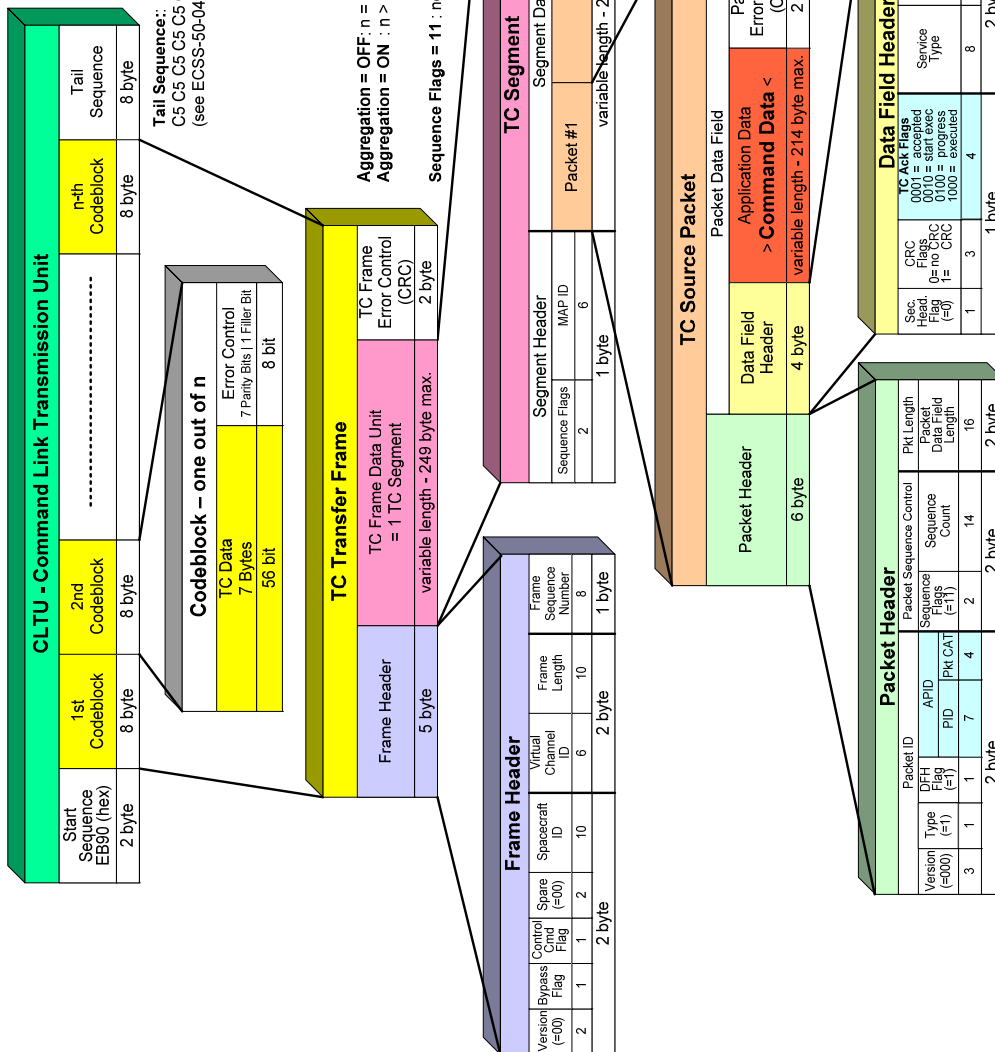 CLTU - Command Link Transmission Unit
Start
Sequence
EB90 (hex)
1st
Codeblock
2nd
Codeblock
n-th
Codeblock
Tail
Sequence
2 byte
8 byte
8 byte
8 byte
8 byte
Tail Sequence::
C5 C5 C5 C5
(see ECSS-50-04
Codeblock – one out of n
TC Data
7 Bytes
Error Control
7 Parity Bits | 1 Filler Bit
56 bit
8 bit
TC Transfer Frame
Frame Header
TC Frame Data Unit
= 1 TC Segment
TC Frame
Error Control
(CRC)
5 byte
variable length - 249 byte max.
2 byte
Aggregation = OFF: n =
Aggregation = ON : n >
Sequence Flags = 11 :
Frame Header
Version
(=00)
Bypass
Flag
Control
Cmd
Flag
Spare
(=00)
Spacecraft
ID
Virtual
Channel
ID
Frame
Length
Frame
Sequence
Number
2
1
1
2
10
6
10
8
2 byte
2 byte
1 byte
TC Segment
Segment Header
Segment Da
Sequence Flags
MAP ID
Packet #1
2
6
1 byte
variable length - 2
TC Source Packet
Packet Header
Packet Data Field
Data Field
Header
Application Data
> Command Data <
Pa
Error
(C
6 byte
4 byte
variable length - 214 byte max.
2
Packet Header
Packet ID
Packet Sequence Control
Pkt Length
Version
(=000)
Type
(=1)
DFH
Flag
(=1)
APID
PID
Pkt CAT
Sequence
Flags
(=11)
Sequence
Count
Packet
Data Field
Length
3
1
1
7
4
2
14
16
2 byte
2 byte
2 byte
Data Field Header
Sec.
Head.
Flag
(=0)
CRC
Flags
0= no CRC
1= CRC
TC Ack Flags
0001 = accepted
0010 = start exec
0100 = progress
1000 = executed
Service
Type
1
3
4
8
1 byte
2 by